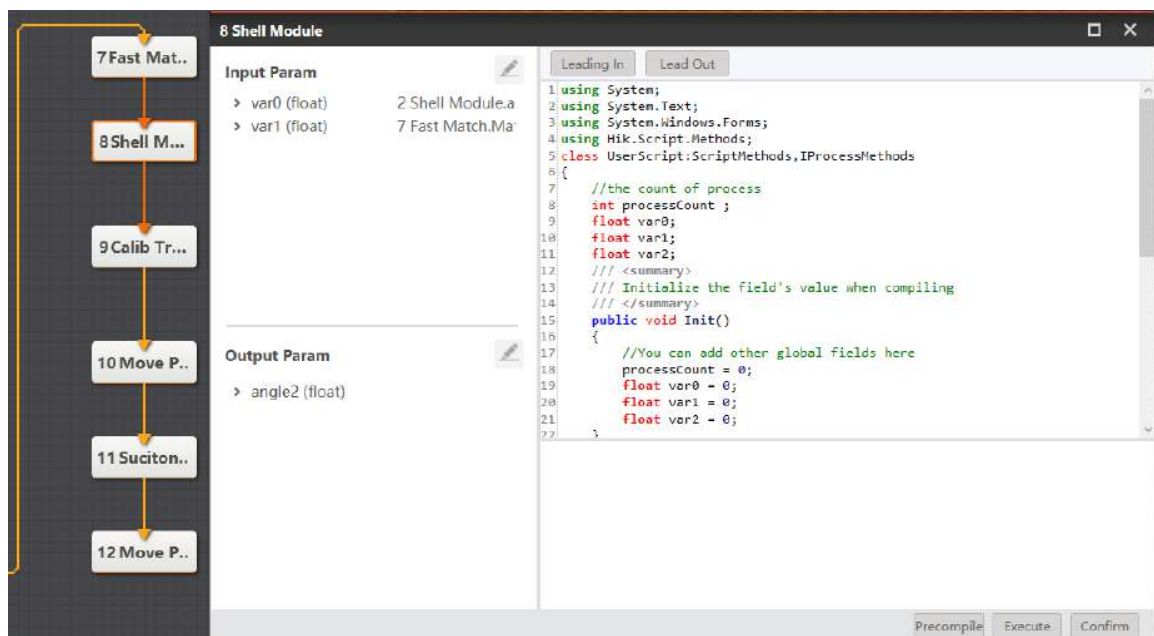 7 Fast Mat..
8 Shell M...
9 Calib Tr...
10 Move P..
11 Suciton..
12 Move P..
8 Shell Module
Input Param
var0 (float) 2 Shell Module.a
var1 (float) 7 Fast Match.Ma
Output Param
angle2 (float)
Leading In Lead Out
1 using System;
2 using System.Text;
3 using System.Windows.Forms;
4 using Hik.Script.Methods;
5 class UserScript:ScriptMethods,IProcessMethods
6 {
7 //the count of process
8 int processCount ;
9 float var0;
10 float var1;
11 float var2;
12 /// <summary>
13 /// Initialize the field's value when compiling
14 /// </summary>
15 public void Init()
16 {
17 //You can add other global fields here
18 processCount = 0;
19 float var0 = 0;
20 float var1 = 0;
21 float var2 = 0;
22 }
Precompile Execute Confirm